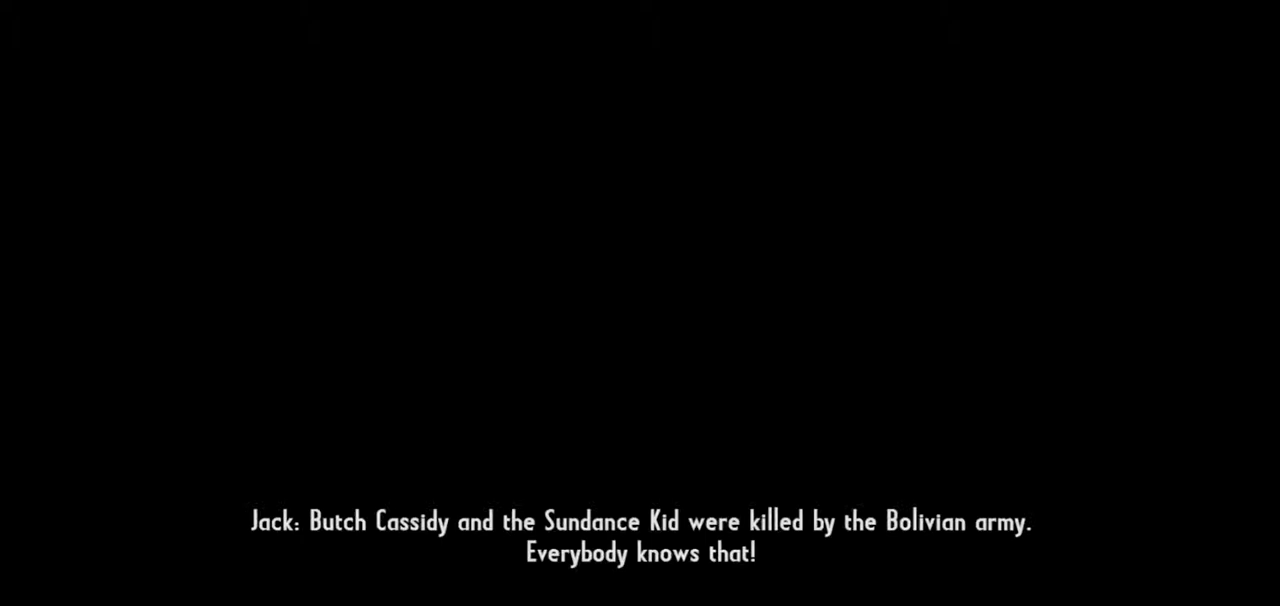 Jack: Butch Cassidy and the Sundance Kid were killed by the Bolivian army.
Everybody knows that!